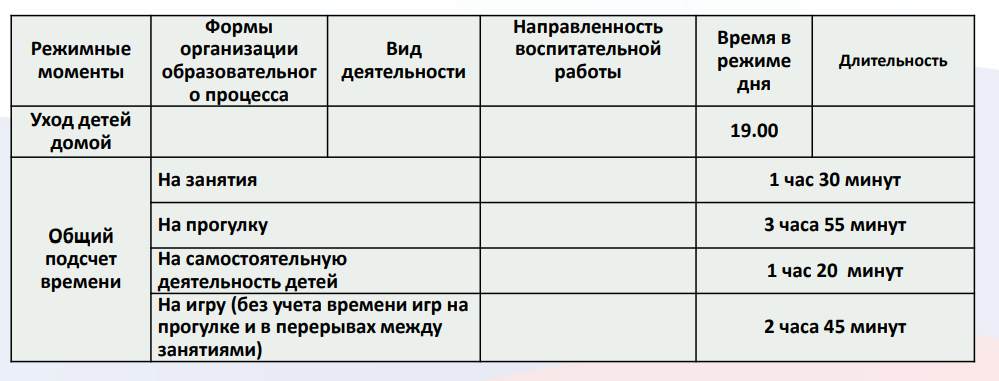 Режимные
моменты
Формы
организации
образовательног
о процесса
Вид
деятельности
Направленность
воспитательной
работы
Время в
режиме
дня
Длительность
Уход детей
домой
19.00
Общий
подсчет
времени
На занятия
1 час 30 минут
На прогулку
3 часа 55 минут
На самостоятельную
деятельность детей
1 час 20 минут
На игру (без учета времени игр на
прогулке и в перерывах между
занятиями)
2 часа 45 минут